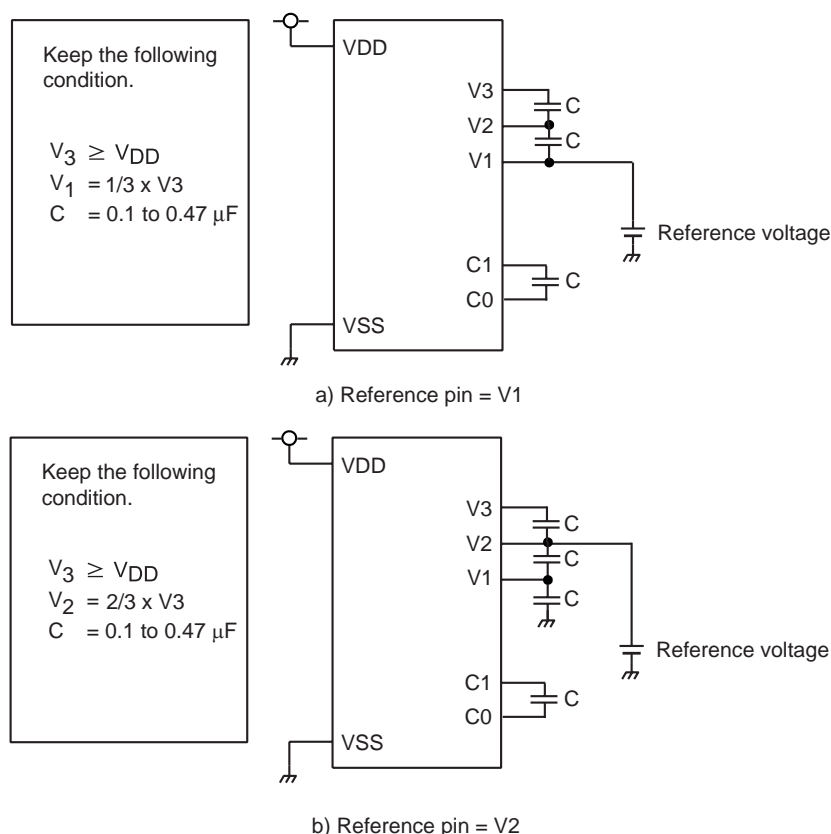 Keep the following
condition.
V3 ≥ VDD
V1 = 1/3 x V3
C = 0.1 to 0.47 μF
VDD
V3
C
V2
C
V1
Reference voltage
C1
C
C0
VSS
a) Reference pin = V1
Keep the following
condition.
V3 ≥ VDD
V2 = 2/3 x V3
C = 0.1 to 0.47 μF
VDD
V3
C
V2
C
V1
C
Reference voltage
C1
C
C0
VSS
b) Reference pin = V2